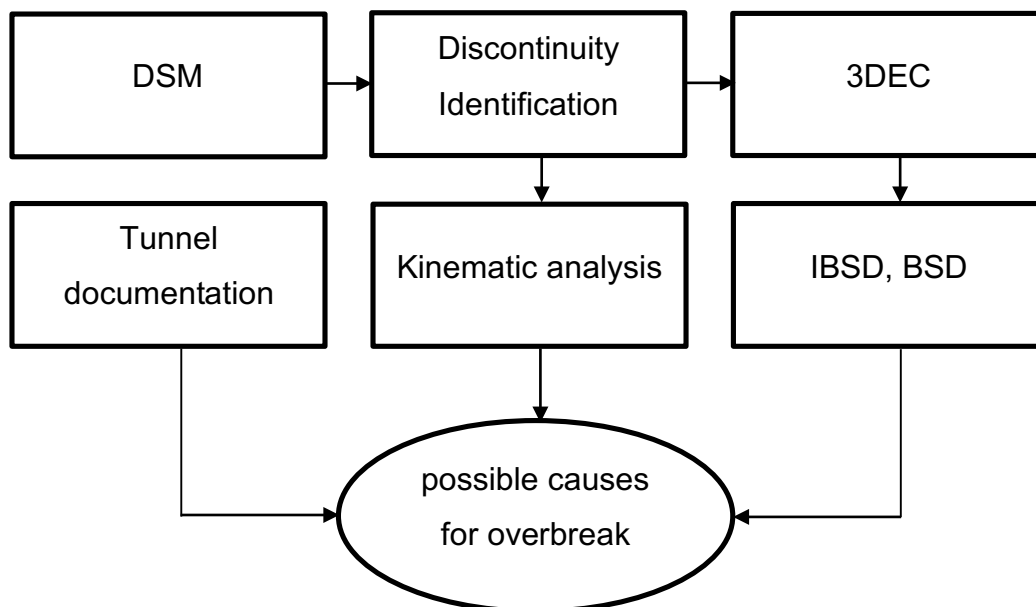 DSM
Discontinuity
Identification
3DEC
Tunnel
documentation
Kinematic analysis
IBSD, BSD
possible causes
for overbreak